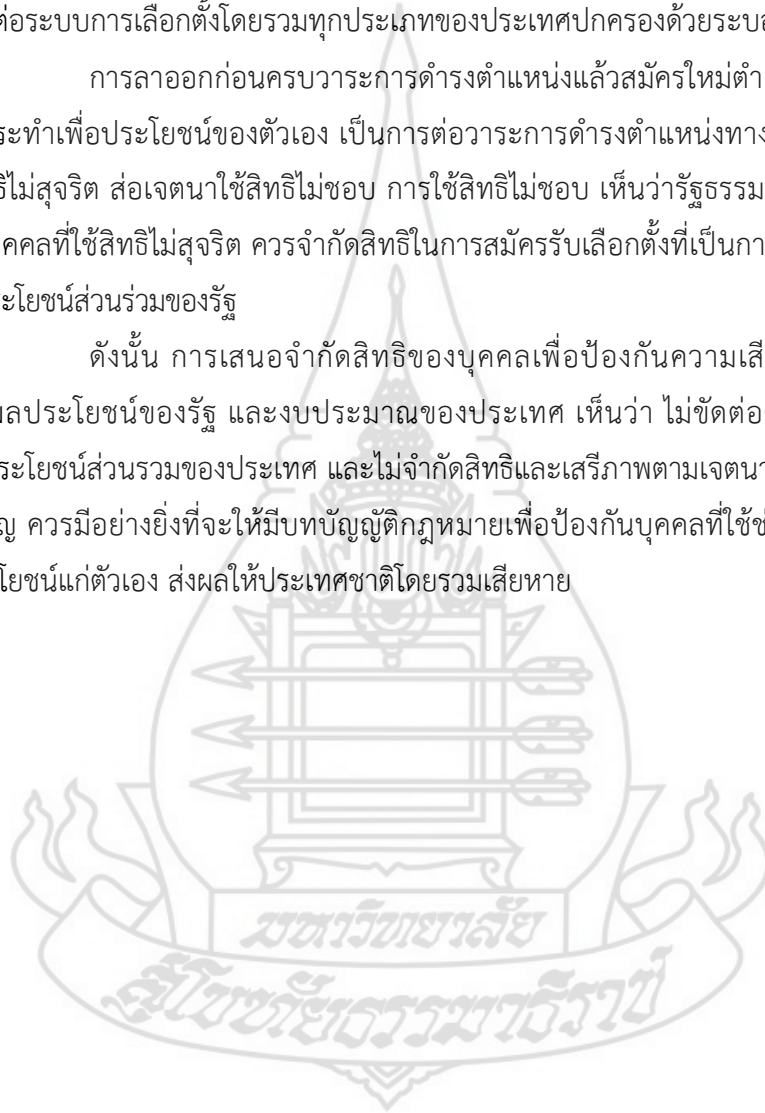 ต่อระบบการเลือกตั้งโดยรวมทุกประเภทของประเทศปกครองด้วยระบอ
การลาออกก่อนครบวาระการดำรงตำแหน่งแล้วสมัครใหม่ตำ
ระทำเพื่อประโยชน์ของตัวเอง เป็นการต่อวาระการดำรงตำแหน่งทาง
ธิไม่สุจริต ส่อเจตนาใช้สิทธิไม่ชอบ การใช้สิทธิไม่ชอบ เห็นว่ารัฐธรรม
ุคคลที่ใช้สิทธิไม่สุจริต ควรจำกัดสิทธิในการสมัครรับเลือกตั้งที่เป็นกา
ะโยชน์ส่วนร่วมของรัฐ
ดังนั้น การเสนอจำกัดสิทธิของบุคคลเพื่อป้องกันความเสี
ผลประโยชน์ของรัฐ และงบประมาณของประเทศ เห็นว่า ไม่ขัดต่อ
ระโยชน์ส่วนรวมของประเทศ และไม่จำกัดสิทธิและเสรีภาพตามเจตนา
ญ ควรมีอย่างยิ่งที่จะให้มีบทบัญญัติกฎหมายเพื่อป้องกันบุคคลที่ใช้ช่
โยชน์แก่ตัวเอง ส่งผลให้ประเทศชาติโดยรวมเสียหาย
มหาวิทยาลัย
สุโขทัยธรรมาธิราช